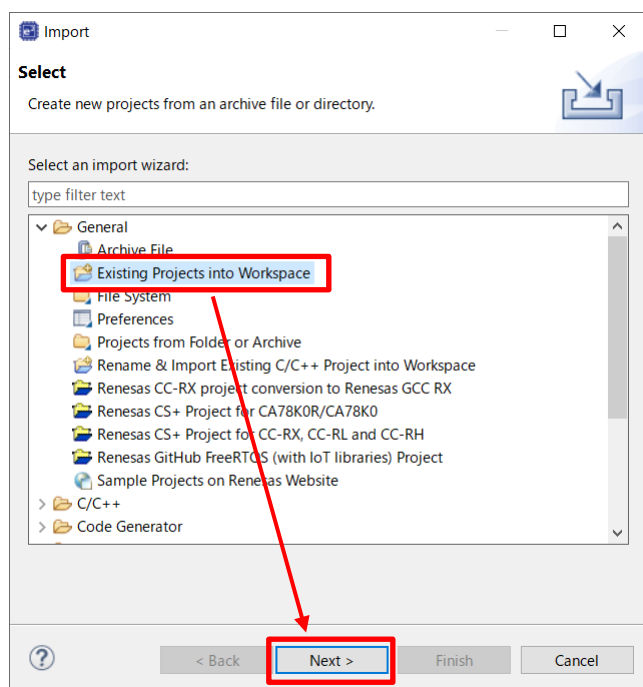 Import
Select
Create new projects from an archive file or directory.
Select an import wizard:
type filter text
General
Archive File
Existing Projects into Workspace
File System
Preferences
Projects from Folder or Archive
Rename & Import Existing C/C++ Project into Workspace
Renesas CC-RX project conversion to Renesas GCC RX
Renesas CS+ Project for CA78K0R/CA78K0
Renesas CS+ Project for CC-RX, CC-RL and CC-RH
Renesas GitHub FreeRTOS (with IoT libraries) Project
Sample Projects on Renesas Website
C/C++
Code Generator
? < Back Next > Finish Cancel